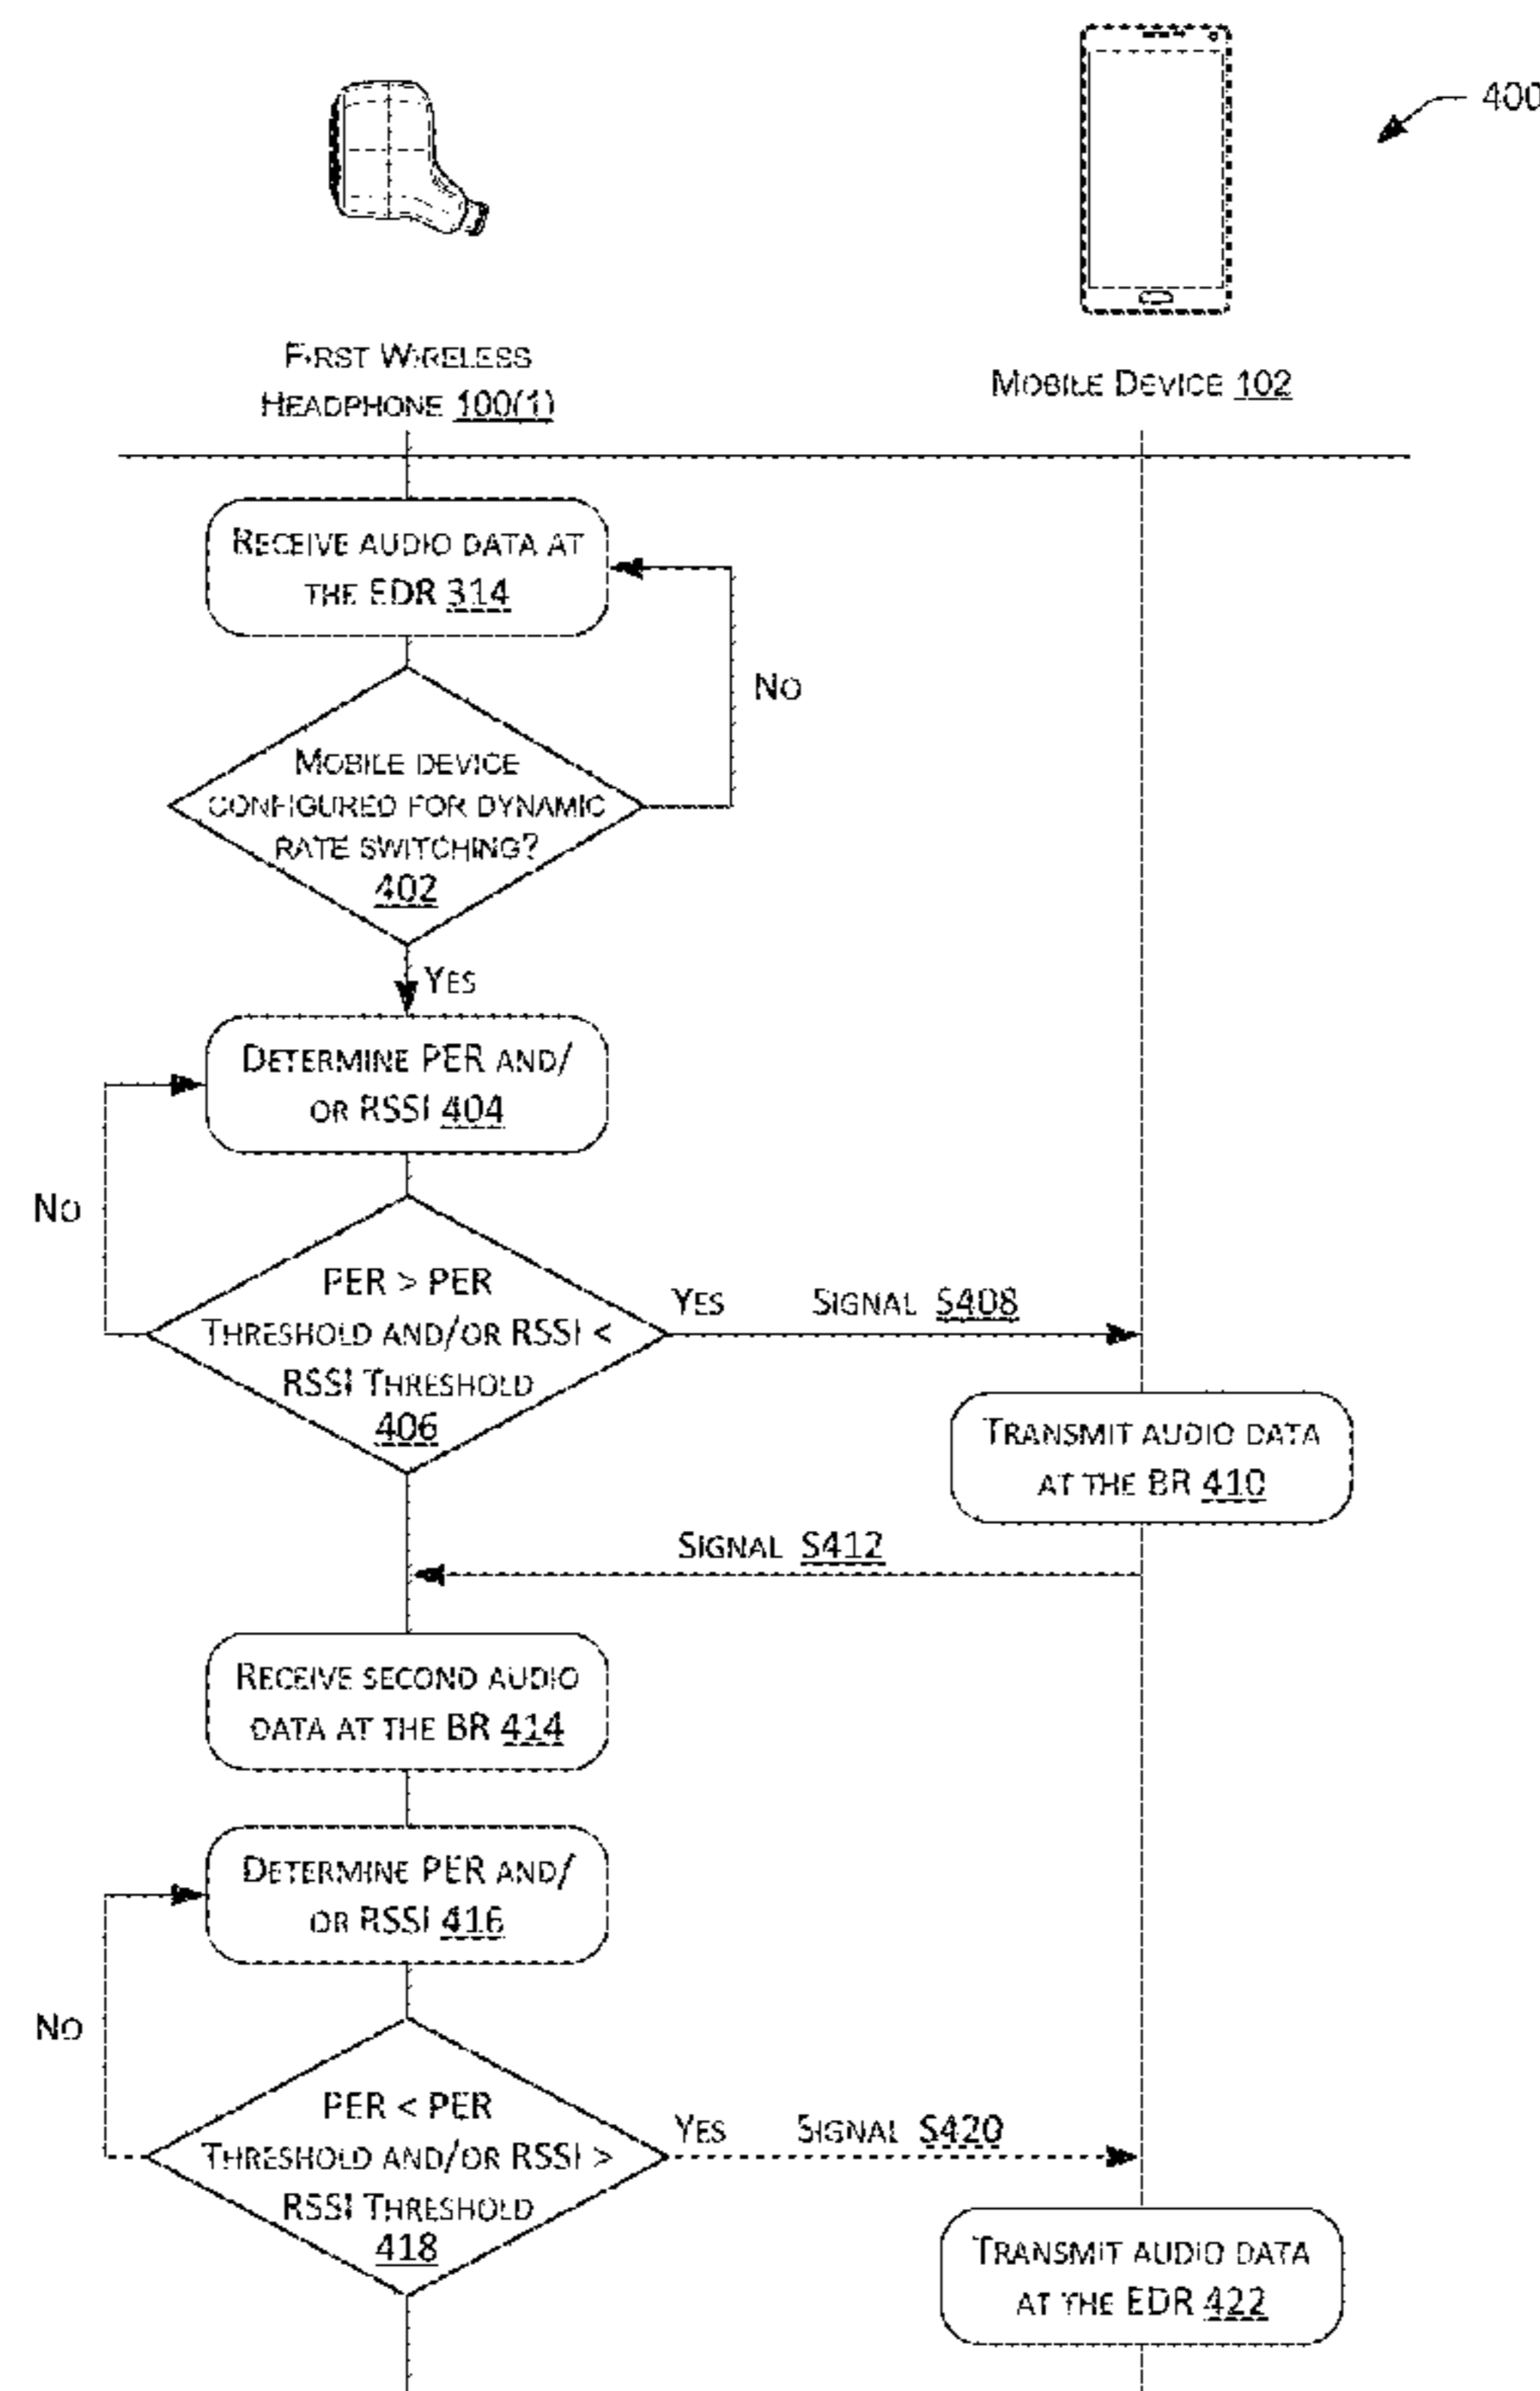 400
FIRST WIRELESS
HEADPHONE 100(1)
MOBILE DEVICE 102
RECEIVE AUDIO DATA AT
THE EDR 314
NO
MOBILE DEVICE
CONFIGURED FOR DYNAMIC
RATE SWITCHING?
402
YES
DETERMINE PER AND/
OR RSSI 404
NO
PER > PER
THRESHOLD AND/OR RSSI <
RSSI THRESHOLD
406
YES SIGNAL S408
TRANSMIT AUDIO DATA
AT THE BR 410
SIGNAL S412
RECEIVE SECOND AUDIO
DATA AT THE BR 414
DETERMINE PER AND/
OR RSSI 416
NO
PER < PER
THRESHOLD AND/OR RSSI >
RSSI THRESHOLD
418
YES SIGNAL S420
TRANSMIT AUDIO DATA
AT THE EDR 422